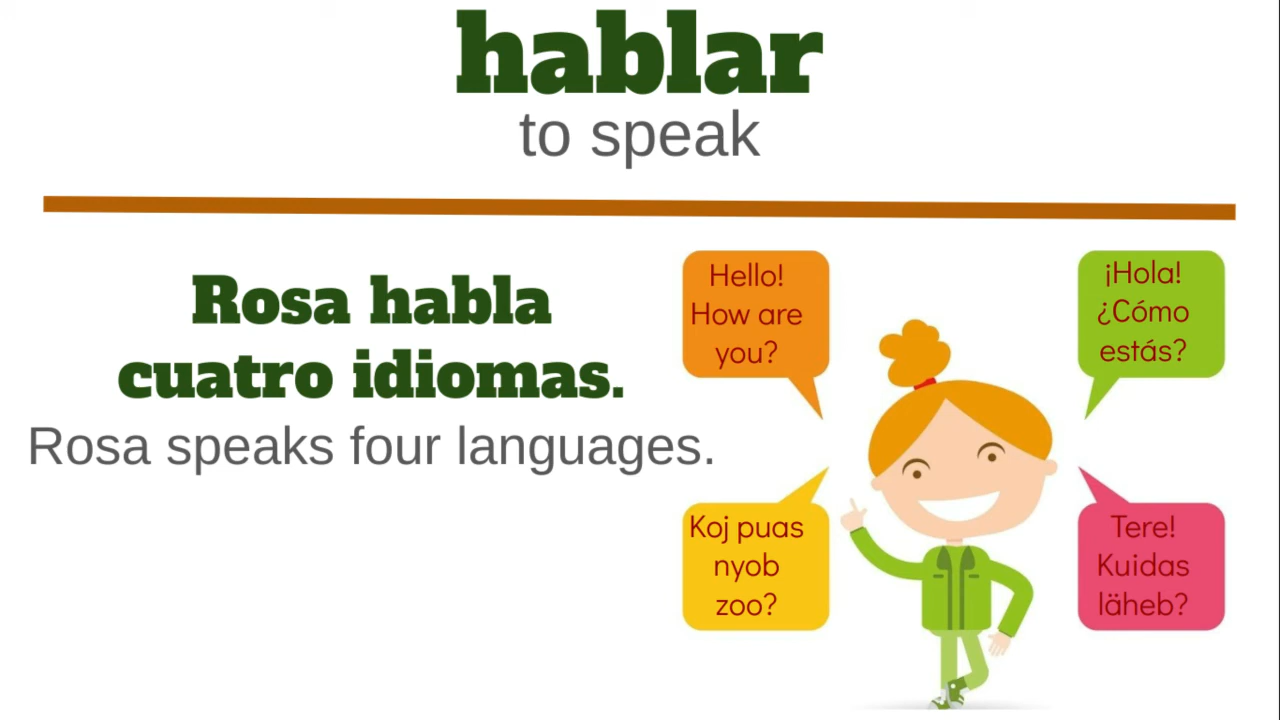 hablar
to speak
Rosa habla
cuatro idiomas.
Rosa speaks four languages.
Hello!
How are
you?
¡Hola!
¿Cómo
estás?
Koj puas
nyob
zoo?
Tere!
Kuidas
läheb?